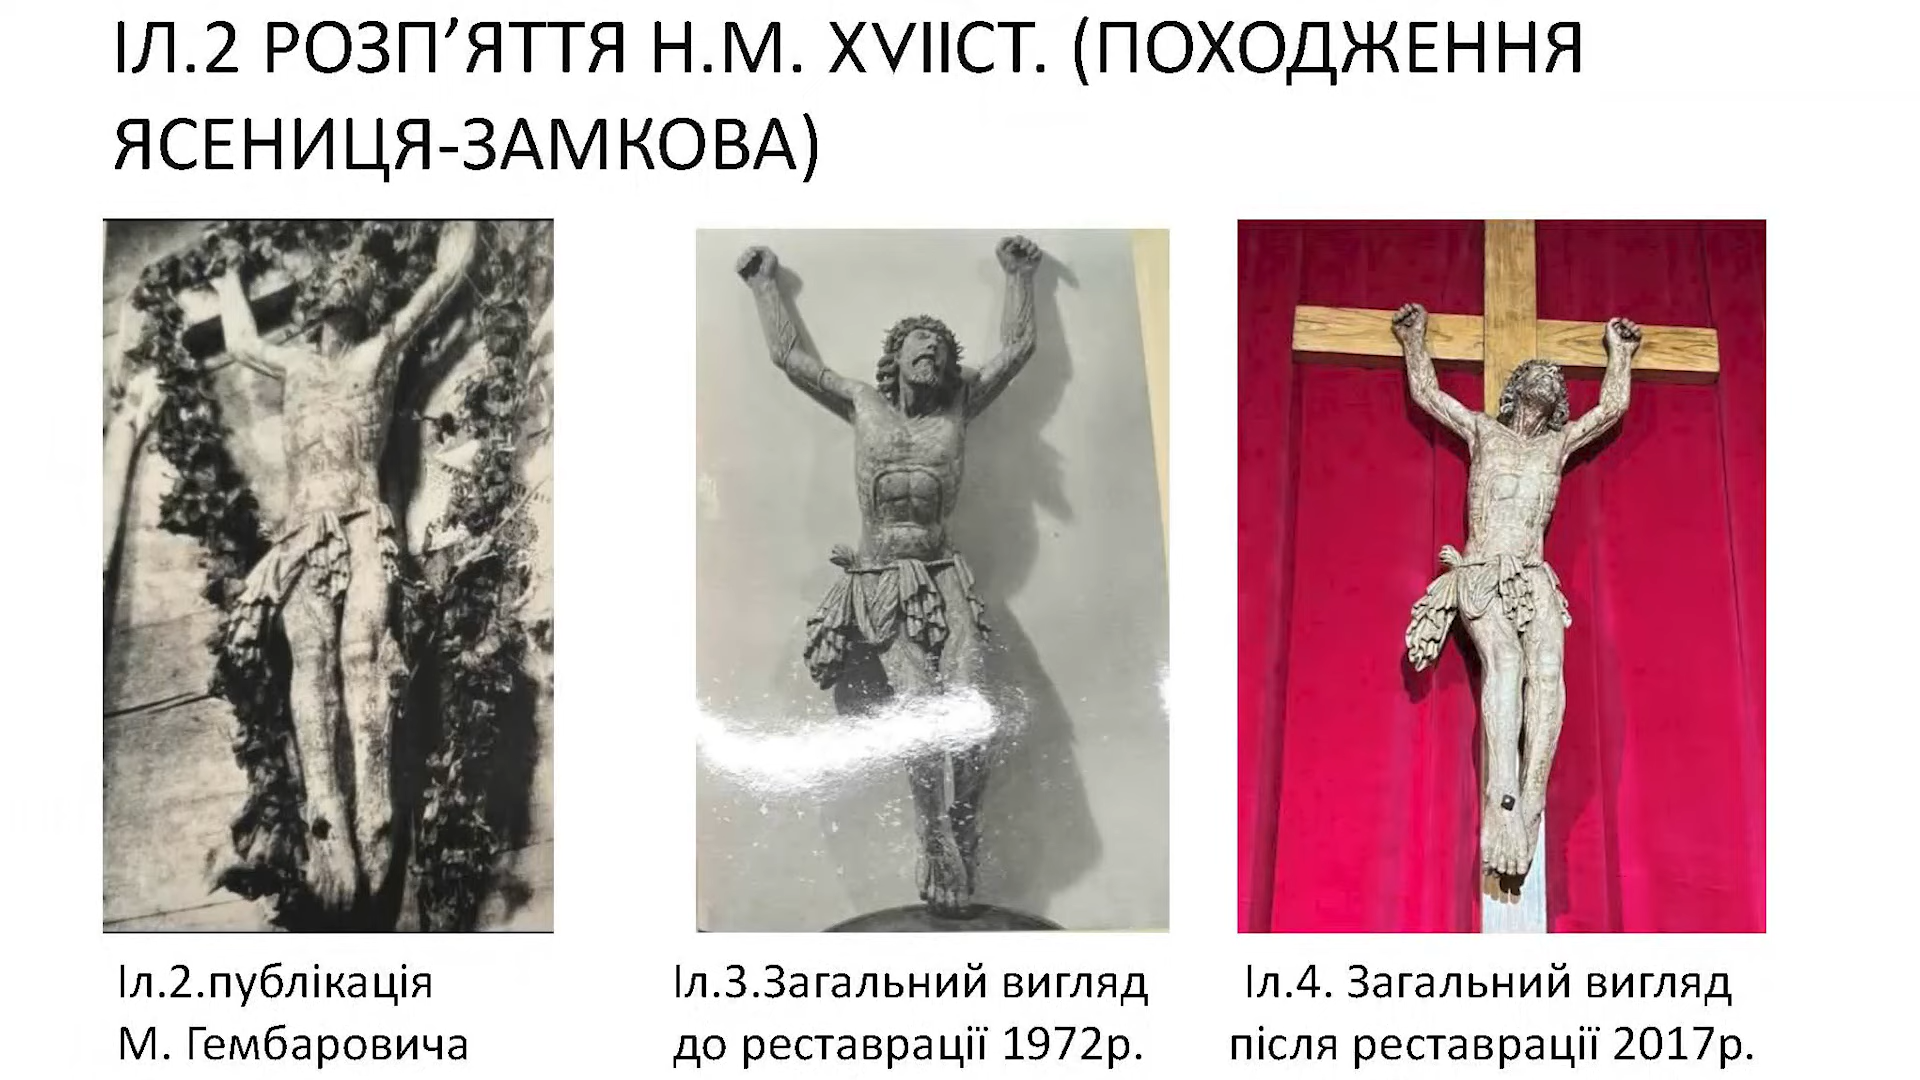 ІЛ.2 РОЗП’ЯТТЯ Н.М. XVIIСТ. (ПОХОДЖЕННЯ
ЯСЕНИЦЯ-ЗАМКОВА)
Іл.2.публікація
М. Гембаровича
Іл.3.Загальний вигляд
до реставрації 1972р.
Іл.4. Загальний вигляд
після реставрації 2017р.